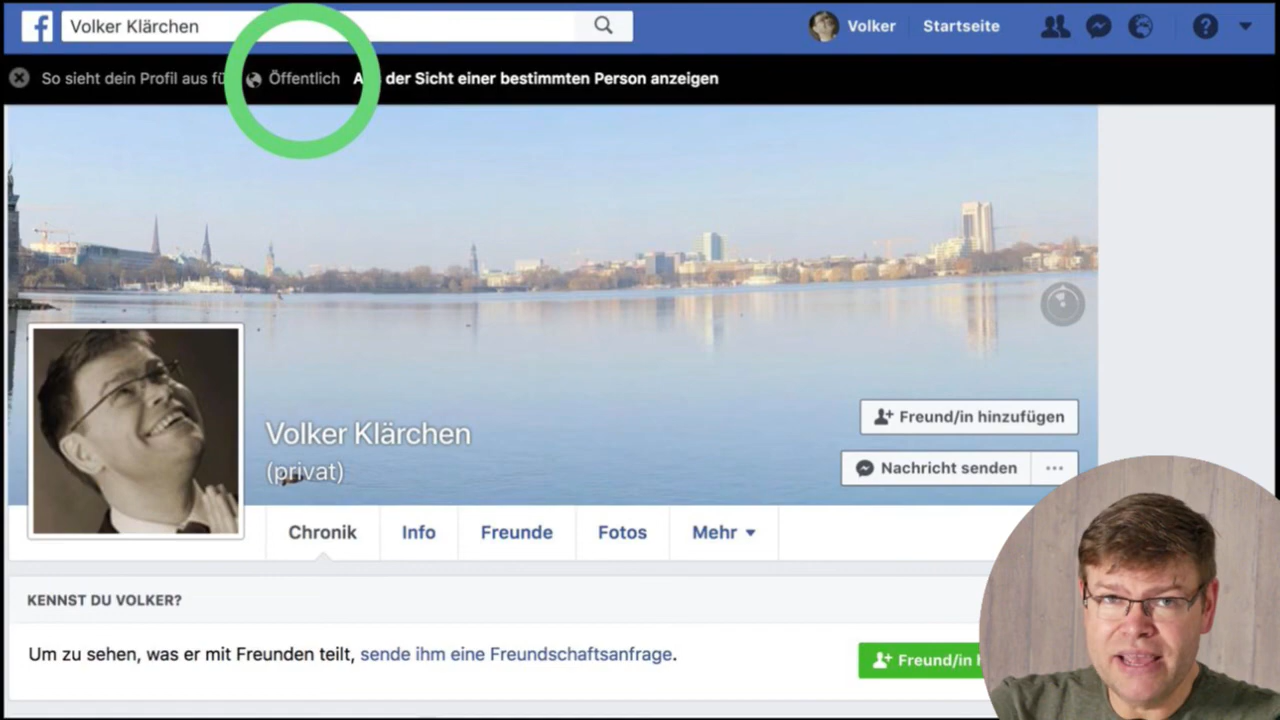 Volker Klärchen
Volker
Startseite
So sieht dein Profil aus Öffentlich der Sicht einer bestimmten Person anzeigen
Volker Klärchen
(privat)
Freund/in hinzufügen
Nachricht senden
Chronik Info Freunde Fotos Mehr
KENNST DU VOLKER?
Um zu sehen, was er mit Freunden teilt, sende ihm eine Freundschaftsanfrage.
Freund/in